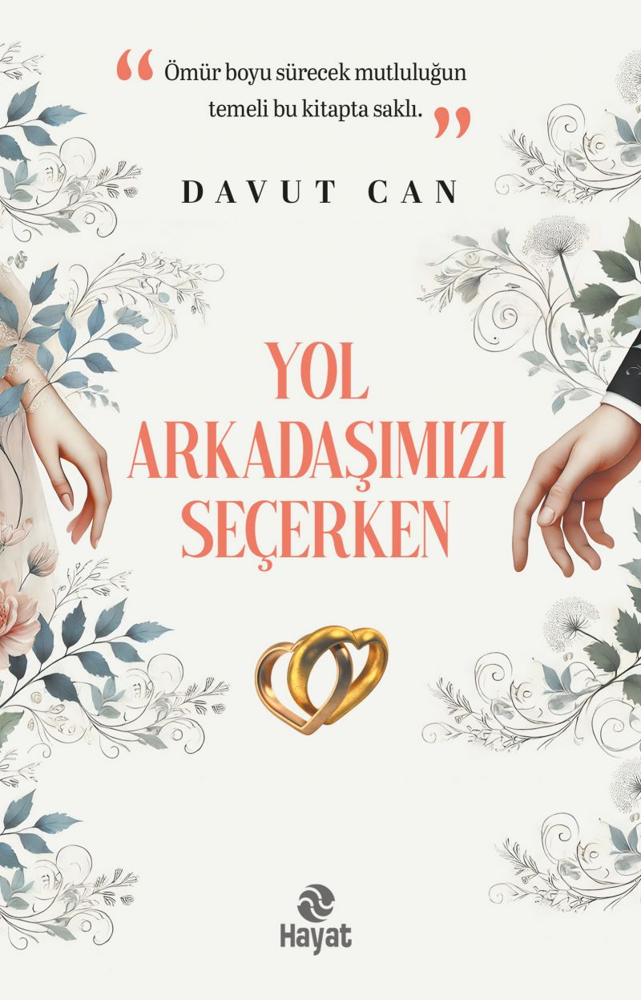 “Ömür boyu sürecek mutluluğun
temeli bu kitapta saklı.”
DAVUT CAN
YOL
ARKADAŞIMIZI
SEÇERKEN
Hayat